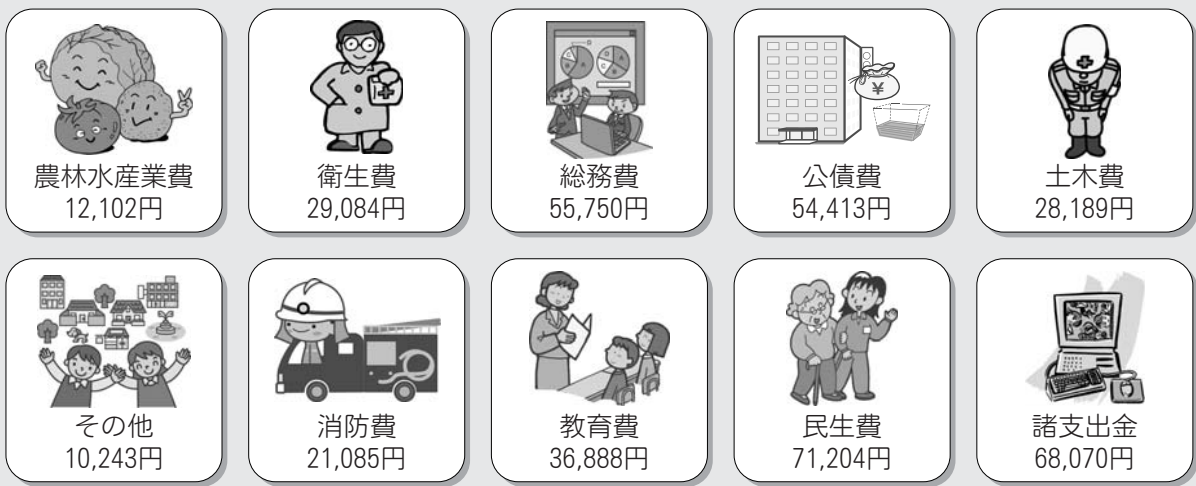 農林水産業費
12,102円
衛生費
29,084円
総務費
55,750円
公債費
54,413円
土木費
28,189円
その他
10,243円
消防費
21,085円
教育費
36,888円
民生費
71,204円
諸支出金
68,070円